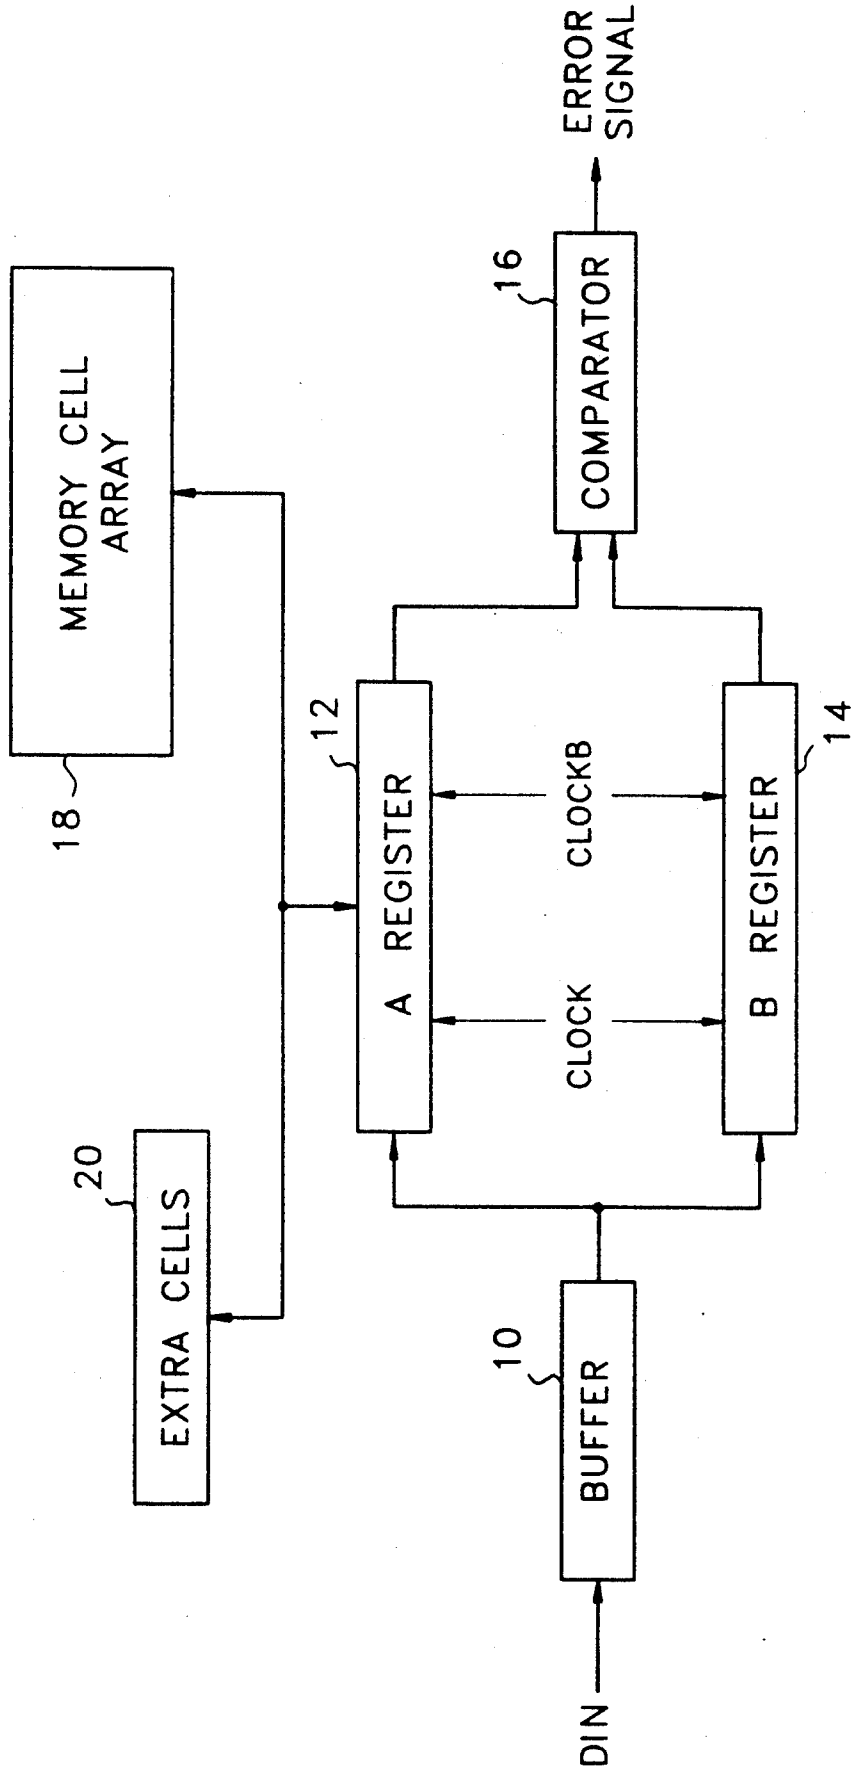 18
MEMORY CELL
ARRAY
20
EXTRA CELLS
12
A REGISTER
CLOCK
CLOCKB
B REGISTER
14
DIN
10
BUFFER
16
COMPARATOR
ERROR
SIGNAL